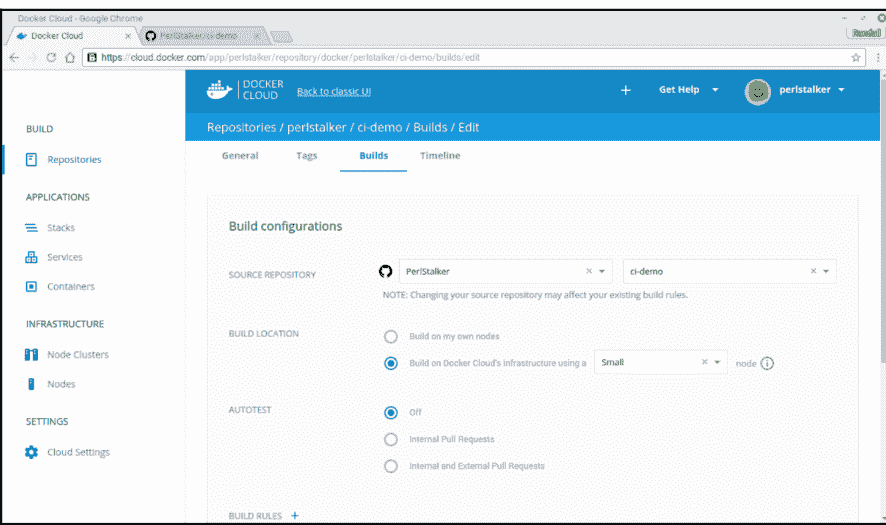 Docker Cloud - Google Chrome
Docker Cloud
PerlStalker/ci-demo
https://cloud.docker.com/app/perlstalker/repository/docker/perlstalker/ci-demo/builds/edit
DOCKER CLOUD
Back to classic UI
Get Help
perlstalker
Repositories / perlstalker / ci-demo / Builds / Edit
General Tags Builds Timeline
BUILD
Repositories
APPLICATIONS
Stacks
Services
Containers
INFRASTRUCTURE
Node Clusters
Nodes
SETTINGS
Cloud Settings
Build configurations
SOURCE REPOSITORY
PerlStalker
ci-demo
NOTE: Changing your source repository may affect your existing build rules.
BUILD LOCATION
Build on my own nodes
Build on Docker Cloud's infrastructure using a Small node
AUTOTEST
Off
Internal Pull Requests
Internal and External Pull Requests
BUILD RULES +